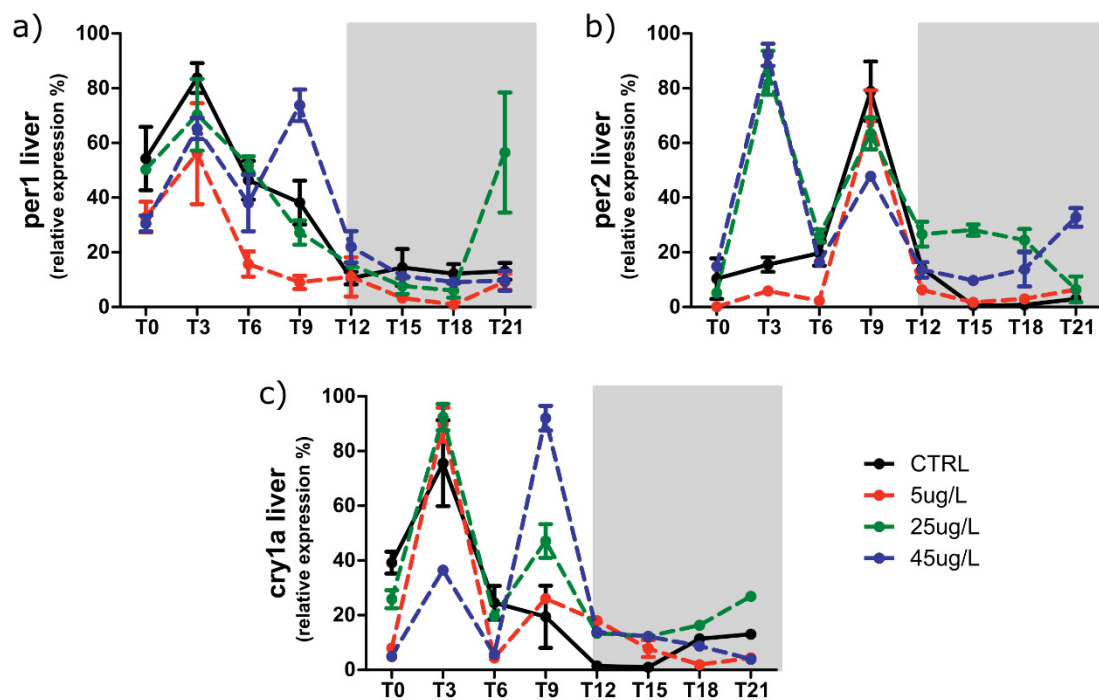 a)
per1 liver
(relative expression %)
100
80
60
40
20
0
T0 T3 T6 T9 T12 T15 T18 T21
b)
per2 liver
(relative expression %)
100
80
60
40
20
0
T0 T3 T6 T9 T12 T15 T18 T21
c)
cry1a liver
(relative expression %)
100
80
60
40
20
0
T0 T3 T6 T9 T12 T15 T18 T21
CTRL
5ug/L
25ug/L
45ug/L